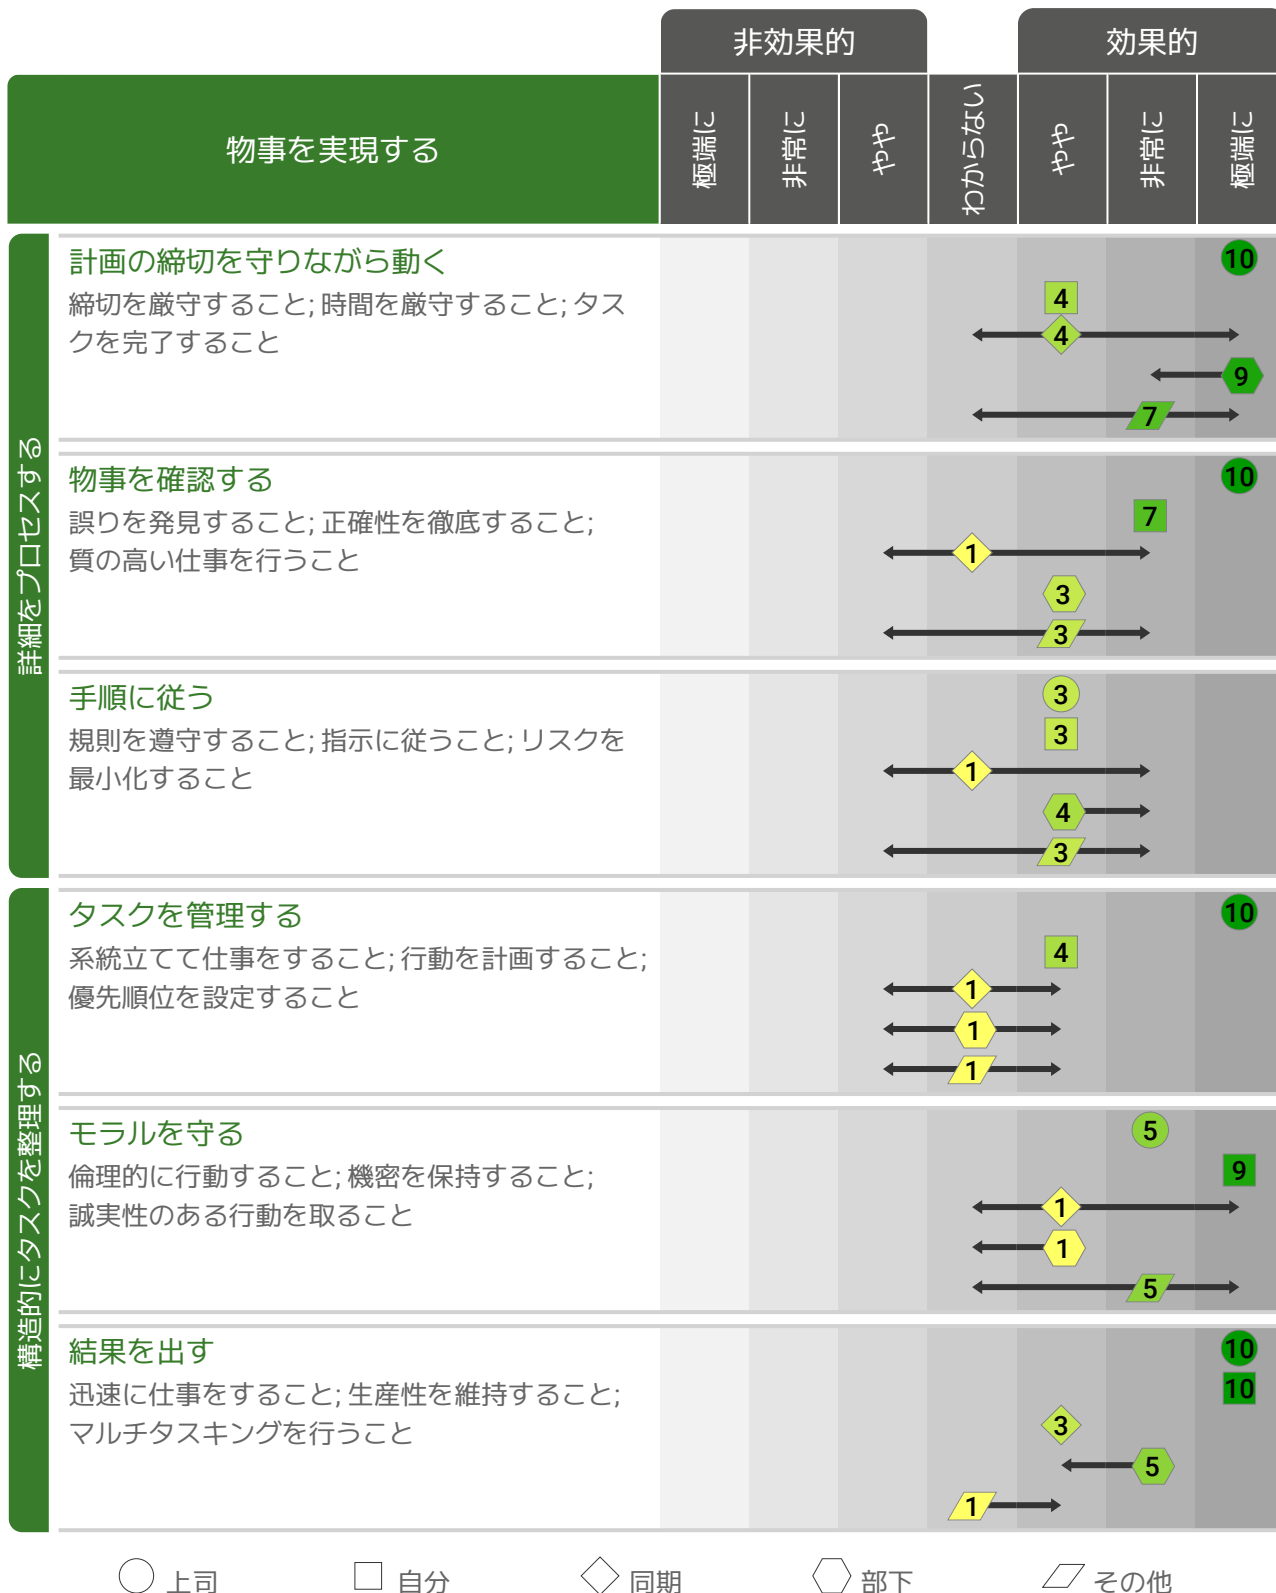 非効果的
効果的
物事を実現する
極端に
非常に
やや
わからない
やや
非常に
極端に
詳細をプロセスする
計画の締切を守りながら動く
締切を厳守すること; 時間を厳守すること; タス
クを完了すること
10
4
4
9
7
物事を確認する
誤りを発見すること; 正確性を徹底すること;
質の高い仕事を行うこと
10
7
1
3
3
手順に従う
規則を遵守すること; 指示に従うこと; リスクを
最小化すること
3
3
1
4
3
構造的にタスクを整理する
タスクを管理する
系統立てて仕事をすること; 行動を計画すること;
優先順位を設定すること
10
4
1
1
1
モラルを守る
倫理的に行動すること; 機密を保持すること;
誠実性のある行動を取ること
5
9
1
1
5
結果を出す
迅速に仕事をすること; 生産性を維持すること;
マルチタスキングを行うこと
10
10
3
5
1
上司 自分 同期 部下 その他